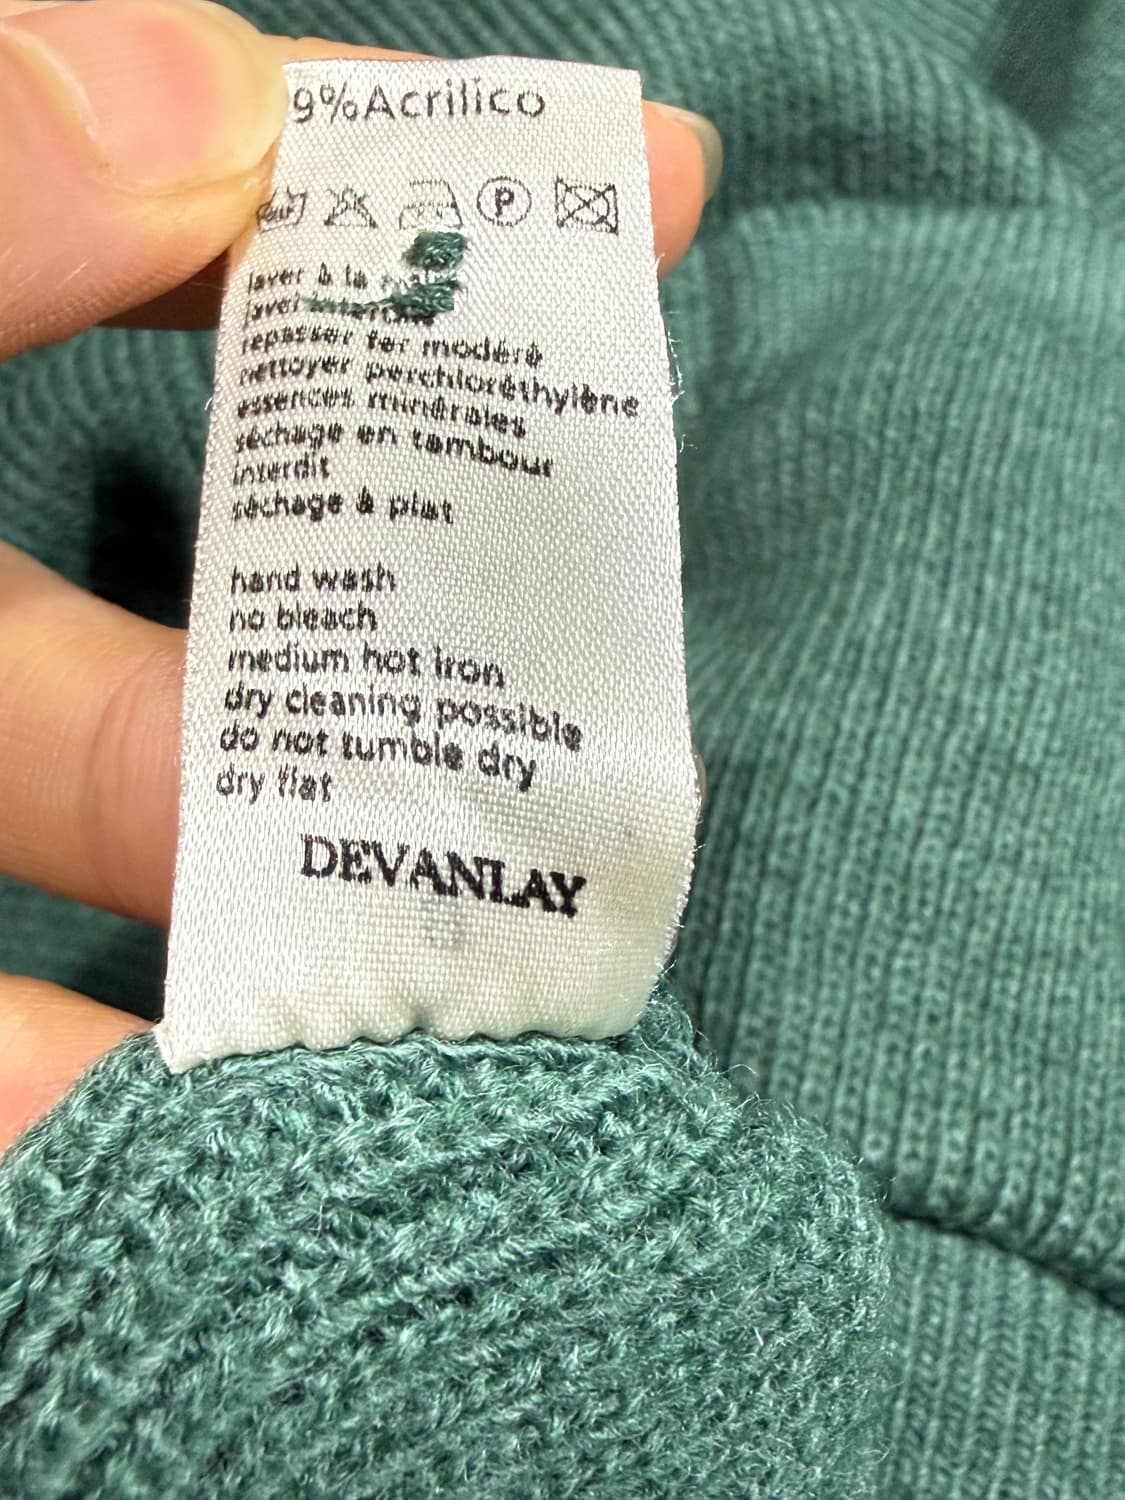 9%Acrilico
P
laver à la
laver
repasser fer modéré
nettoyer perchloréthylène
essences minérales
séchage en tambour
interdit
séchage à plat
hand wash
no bleach
medium hot iron
dry cleaning possible
do not tumble dry
dry flat
DEVANLAY